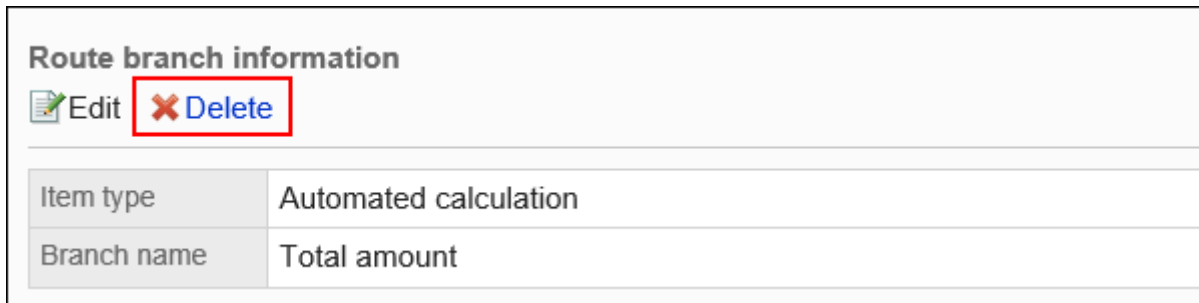 Route branch information
Edit Delete
Item type Automated calculation
Branch name Total amount